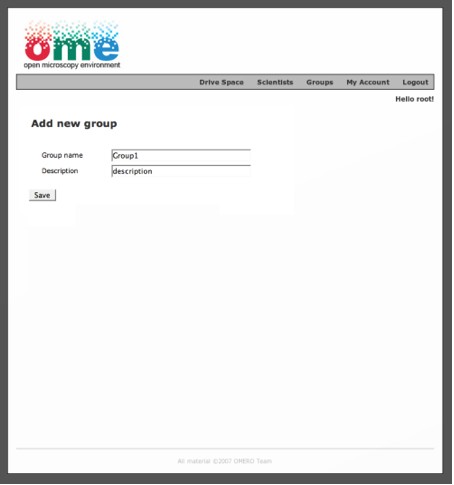 ome
open microscopy environment
Drive Space Scientists Groups My Account Logout
Hello root!
Add new group
Group name Group1
Description description
Save
All material ©2007 OMERO Team